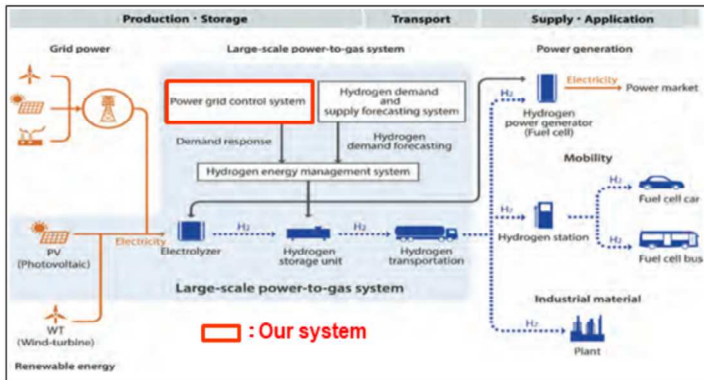 Production · Storage
Transport
Supply · Application
Grid power
Large-scale power-to-gas system
Power generation
Power grid control system
Hydrogen demand
and
supply forecasting system
H₂
Electricity
Power market
Hydrogen
power generator
(Fuel cell)
Demand response
Hydrogen
demand forecasting
Hydrogen energy management system
Mobility
H₂
Fuel cell car
PV
(Photovoltaic)
Electricity
Electrolyzer
H₂
Hydrogen
storage unit
H₂
Hydrogen
transportation
H₂
Hydrogen station
H₂
Fuel cell bus
Large-scale power-to-gas system
WT
(Wind-turbine)
Renewable energy
: Our system
Industrial material
H₂
Plant